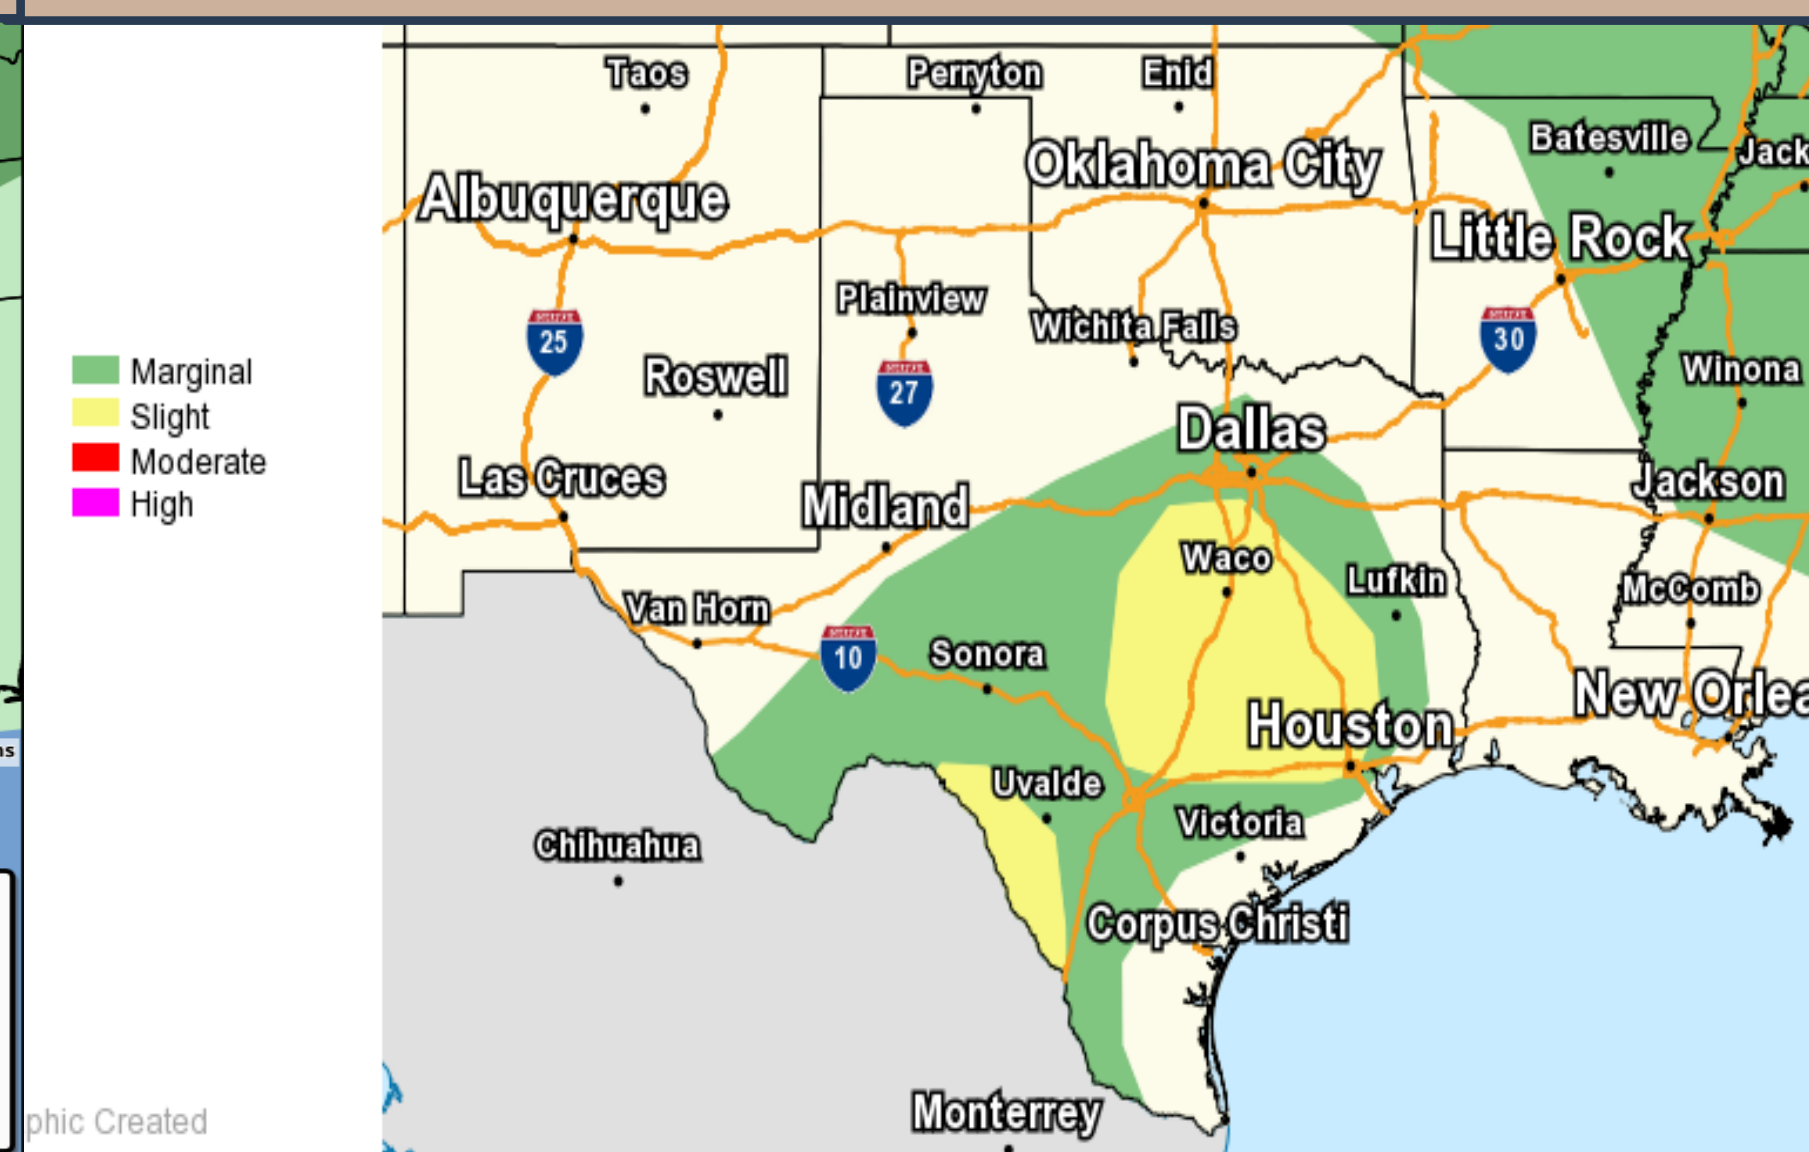 Marginal
Slight
Moderate
High
phic Created
ns
Taos
Perryton
Enid
Batesville
Jack
Oklahoma City
Albuquerque
Little Rock
Plainview
Wichita Falls
25
30
Roswell
27
Winona
Dallas
Las Cruces
Midland
Jackson
Waco
Lufkin
McComb
Van Horn
10
Sonora
New Orlea
Houston
Uvalde
Victoria
Chihuahua
Corpus Christi
Monterrey